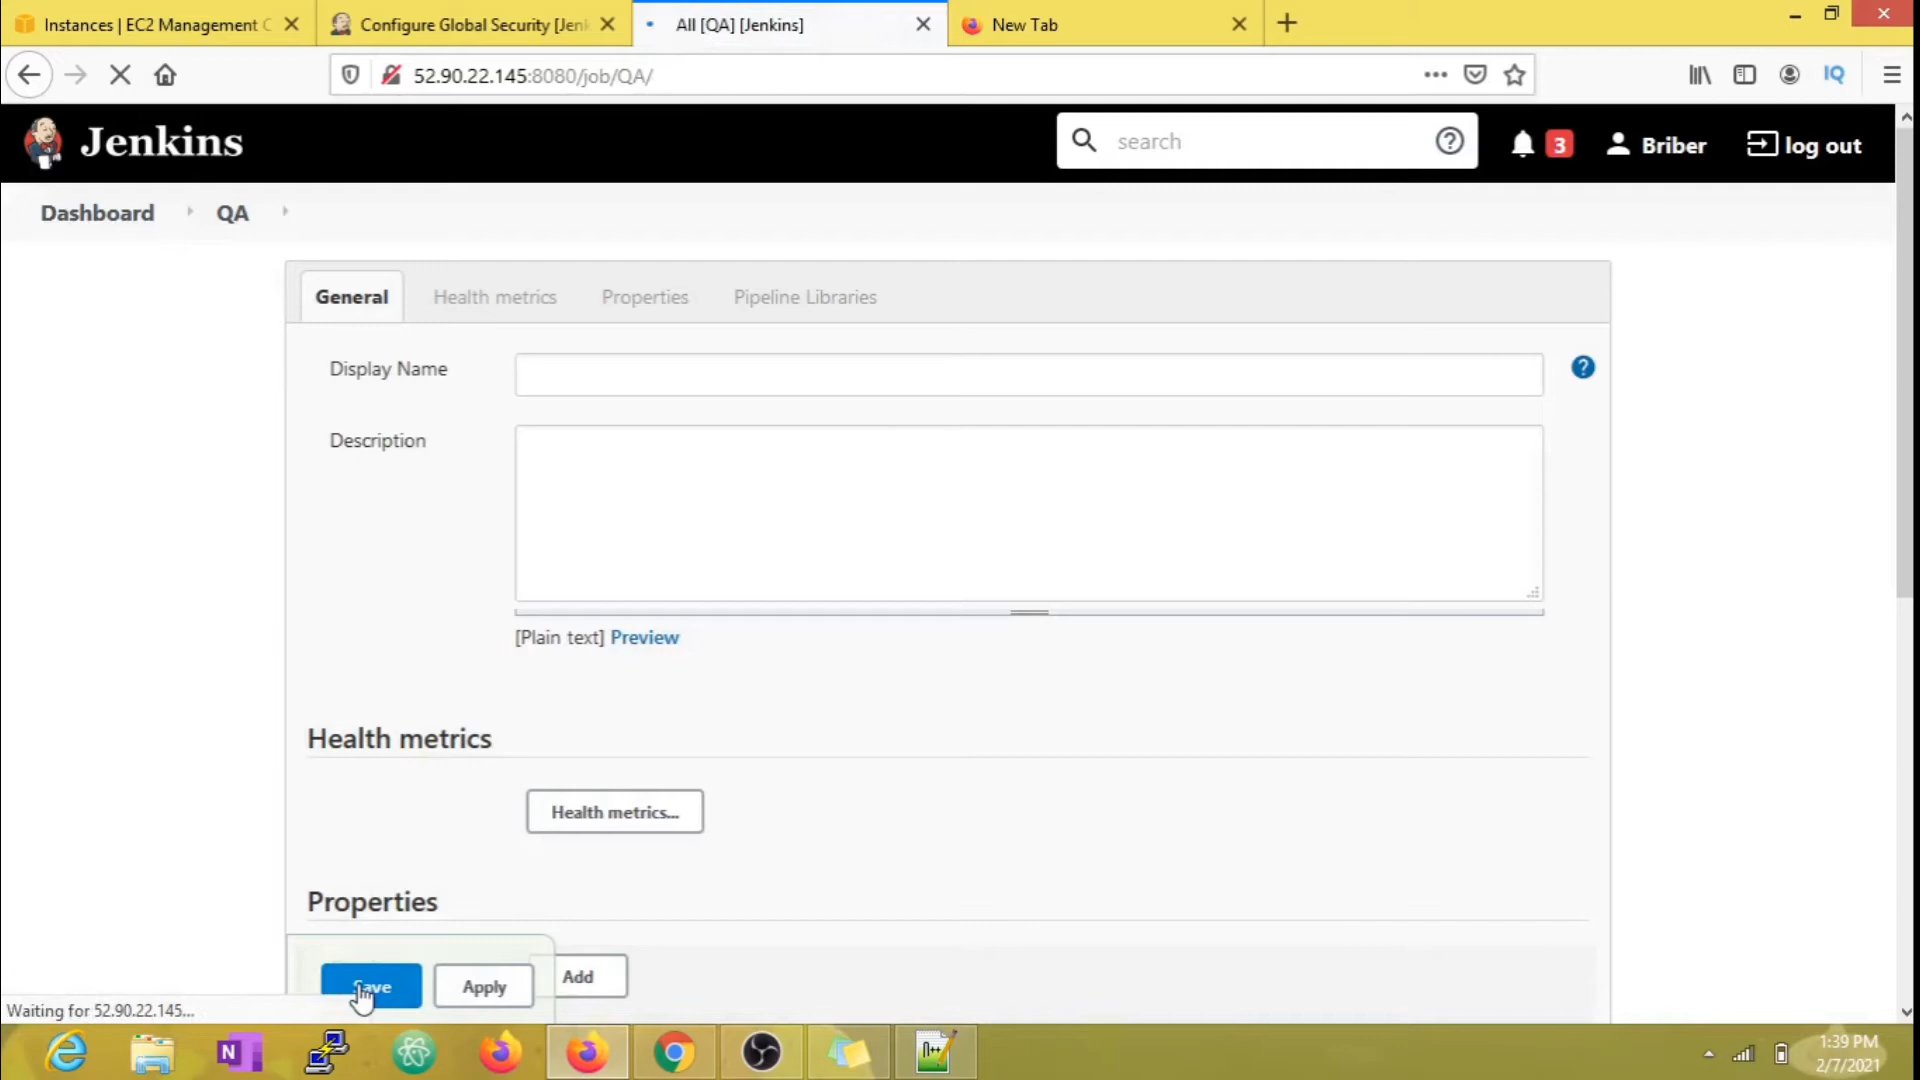 Instances | EC2 Management C
Configure Global Security [Jenk
All [QA] [Jenkins]
New Tab
52.90.22.145:8080/job/QA/
IQ
Jenkins
search
3
Briber
log out
Dashboard
QA
General
Health metrics
Properties
Pipeline Libraries
Display Name
?
Description
[Plain text] Preview
Health metrics
Health metrics...
Properties
Save
Apply
Add
Waiting for 52.90.22.145...
1:39 PM
2/7/2021